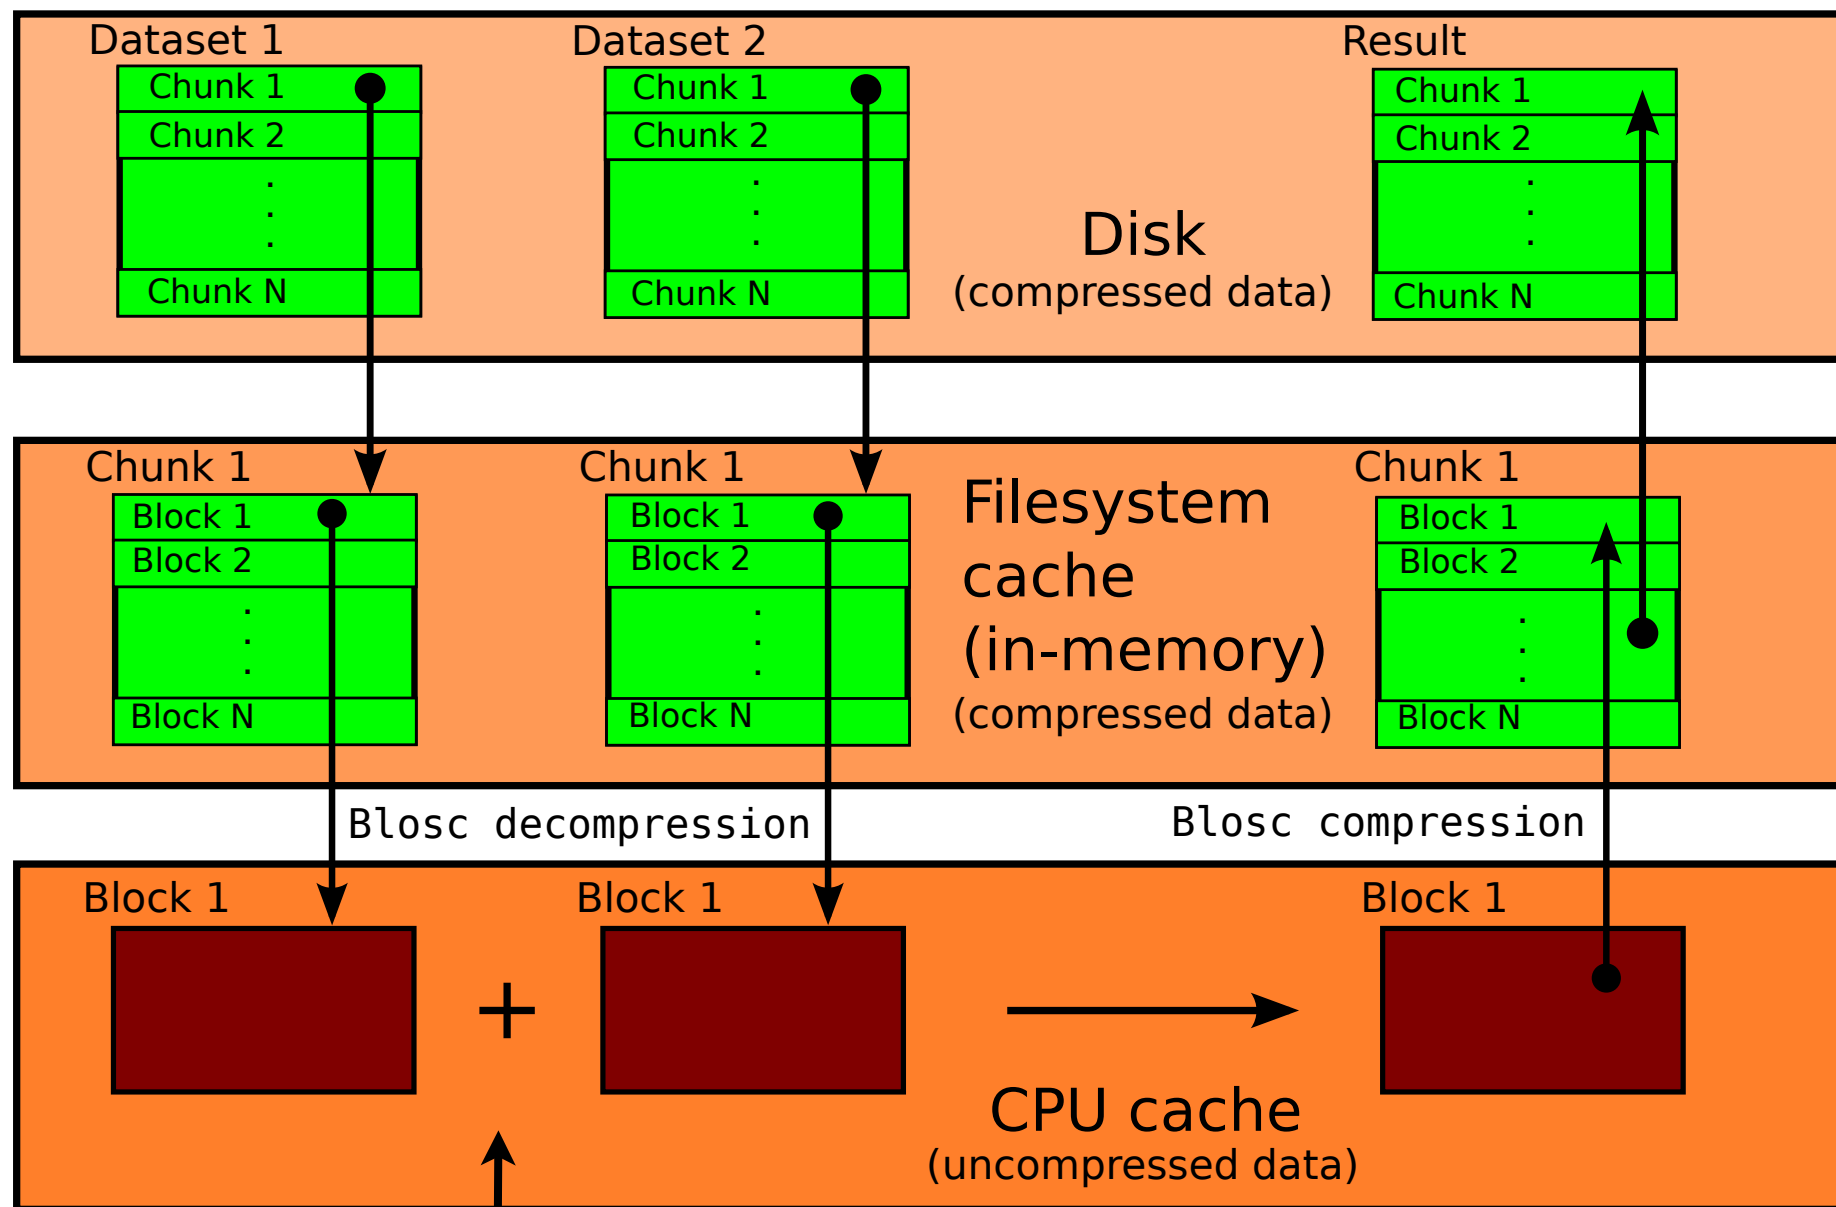 Dataset 1
Chunk 1
Chunk 2
.
.
.
Chunk N
Dataset 2
Chunk 1
Chunk 2
.
.
.
Chunk N
Disk
(compressed data)
Result
Chunk 1
Chunk 2
.
.
.
Chunk N
Chunk 1
Block 1
Block 2
.
.
.
Block N
Chunk 1
Block 1
Block 2
.
.
.
Block N
Filesystem
cache
(in-memory)
(compressed data)
Chunk 1
Block 1
Block 2
.
.
.
Block N
Blosc decompression
Blosc compression
Block 1
+
Block 1
Block 1
CPU cache
(uncompressed data)